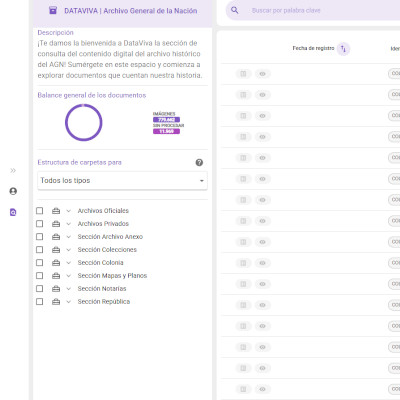 DATAVIVA | Archivo General de la Nación
Descripción
¡Te damos la bienvenida a DataViva la sección de
consulta del contenido digital del archivo histórico
del AGN! Sumérgete en este espacio y comienza a
explorar documentos que cuentan nuestra historia.
Balance general de los documentos
IMÁGENES
SIN PROCESAR
Estructura de carpetas para
Todos los tipos
Archivos Oficiales
Archivos Privados
Sección Archivo Anexo
Sección Colecciones
Sección Colonia
Sección Mapas y Planos
Sección Notarías
Sección República
Buscar por palabra clave
Fecha de registro
Iden